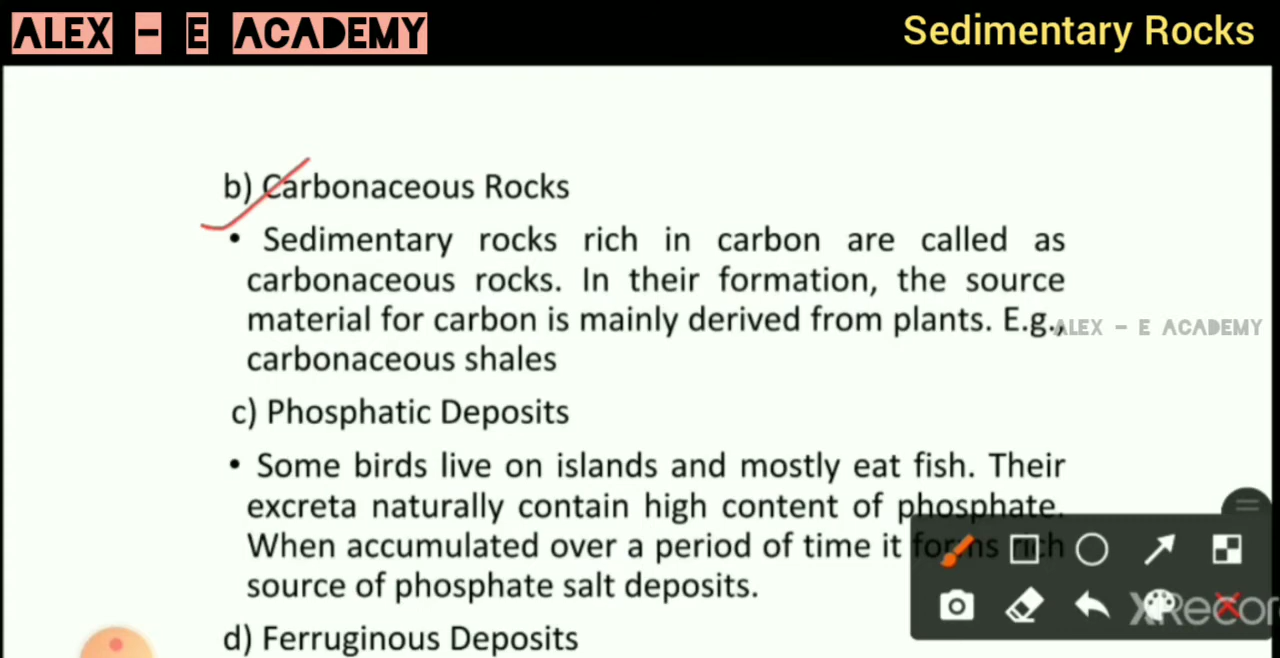 ALEX - E ACADEMY
Sedimentary Rocks
b) Carbonaceous Rocks
• Sedimentary rocks rich in carbon are called as
carbonaceous rocks. In their formation, the source
material for carbon is mainly derived from plants. E.g.,
ALEX - E ACADEMY
carbonaceous shales
c) Phosphatic Deposits
• Some birds live on islands and mostly eat fish. Their
excreta naturally contain high content of phosphate.
When accumulated over a period of time it forms rich
source of phosphate salt deposits.
XRecor
d) Ferruginous Deposits